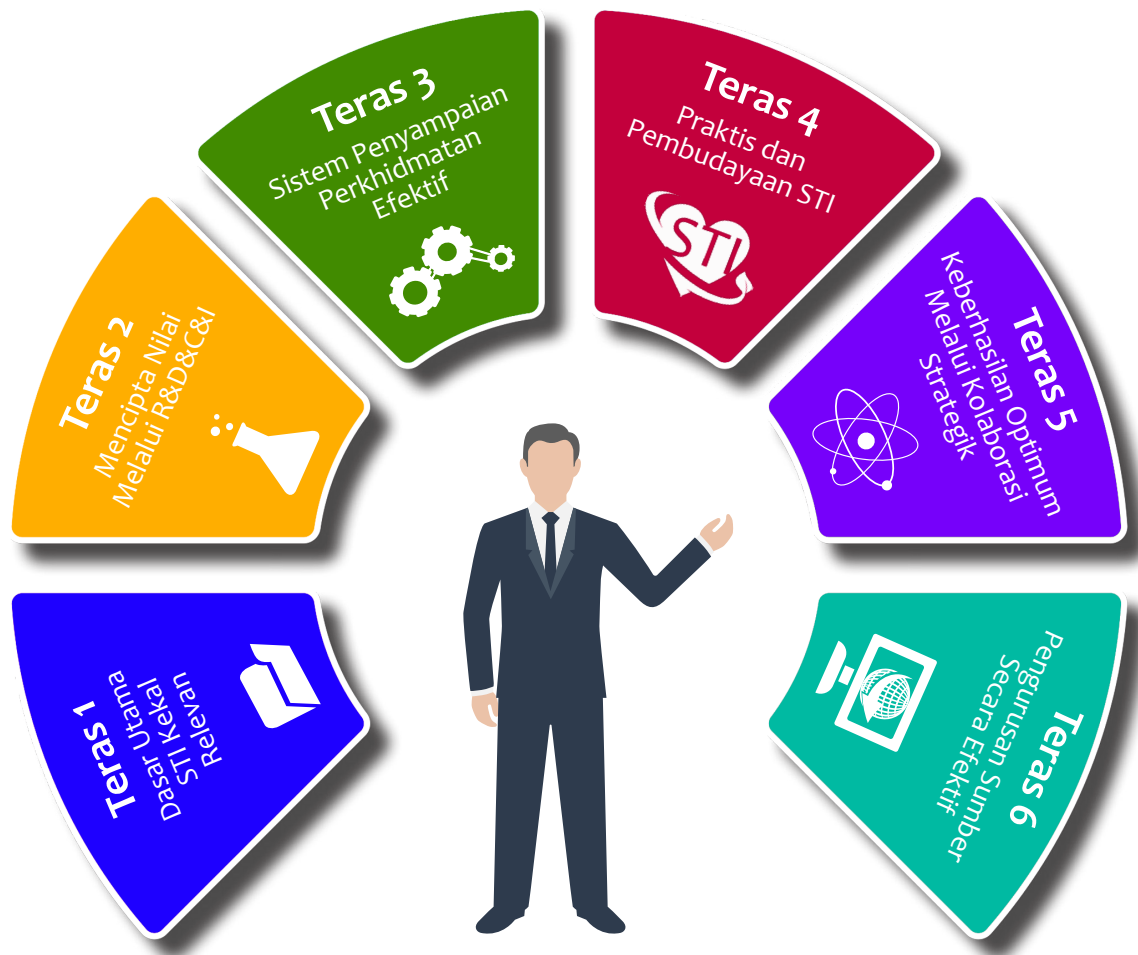 Teras 1
Dasar Utama
STI Kekal
Relevan
Teras 2
Mencipta Nilai
Melalui R&D&C&I
Teras 3
Sistem Penyampaian
Perkhidmatan
Efektif
Teras 4
Praktis dan
Pembudayaan STI
STI
Teras 5
Keberhasilan Optimum
Melalui Kolaborasi
Strategik
Teras 6
Pengurusan Sumber
Secara Efektif